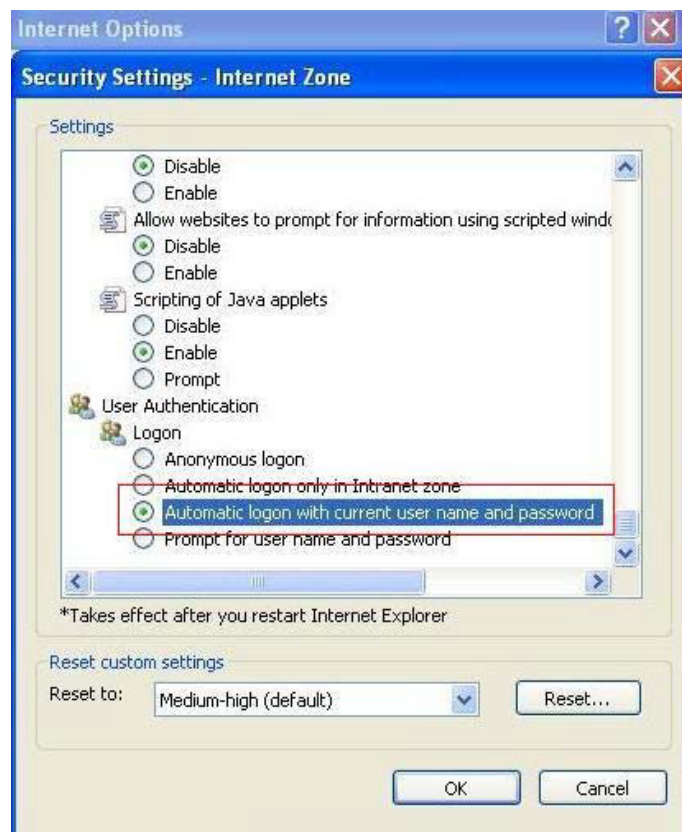 Internet Options
Security Settings - Internet Zone
Settings
Disable
Enable
Allow websites to prompt for information using scripted
Disable
Enable
Scripting of Java applets
Disable
Enable
Prompt
User Authentication
Logon
Anonymous logon
Automatic logon only in Intranet zone
Automatic logon with current user name and password
Prompt for user name and password
*Takes effect after you restart Internet Explorer
Reset custom settings
Reset to: Medium-high (default) Reset...
OK Cancel